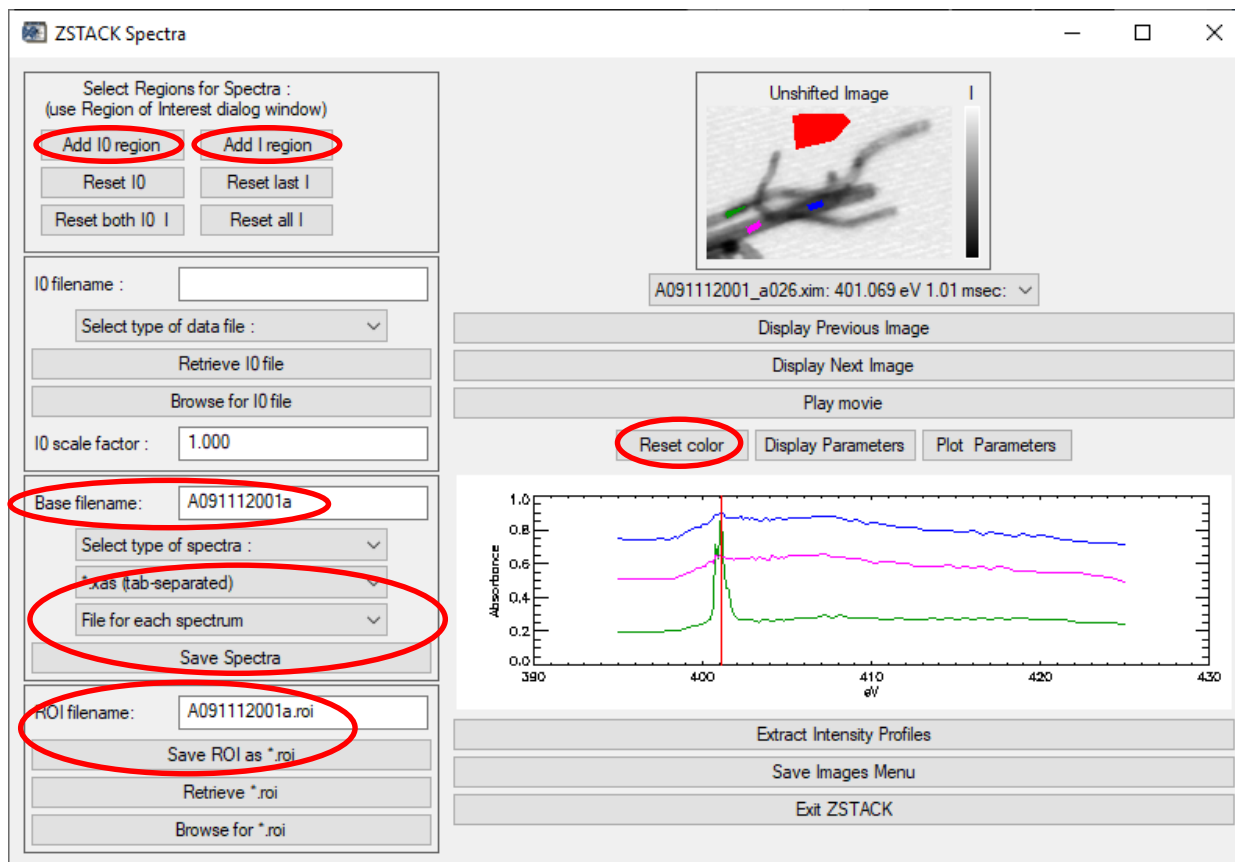 ZSTACK Spectra
Select Regions for Spectra :
(use Region of Interest dialog window)
Add I0 region
Add I region
Reset I0
Reset last I
Reset both I0 I
Reset all I
I0 filename :
Select type of data file :
Retrieve I0 file
Browse for I0 file
I0 scale factor :
1.000
Base filename:
A091112001a
Select type of spectra :
*.xas (tab-separated)
File for each spectrum
Save Spectra
ROI filename:
A091112001a.roi
Save ROI as *.roi
Retrieve *.roi
Browse for *.roi
Unshifted Image
I
A091112001_a026.xim: 401.069 eV 1.01 msec:
Display Previous Image
Display Next Image
Play movie
Reset color
Display Parameters
Plot Parameters
Absorbance
1.0
0.8
0.6
0.4
0.2
0.0
390
400
410
420
430
eV
Extract Intensity Profiles
Save Images Menu
Exit ZSTACK